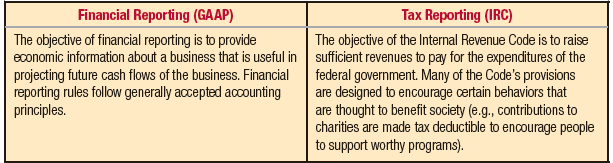 Financial Reporting (GAAP)
The objective of financial reporting is to provide
economic information about a business that is useful in
projecting future cash flows of the business. Financial
reporting rules follow generally accepted accounting
principles.
Tax Reporting (IRC)
The objective of the Internal Revenue Code is to raise
sufficient revenues to pay for the expenditures of the
federal government. Many of the Code's provisions
are designed to encourage certain behaviors that
are thought to benefit society (e.g., contributions to
charities are made tax deductible to encourage people
to support worthy programs).